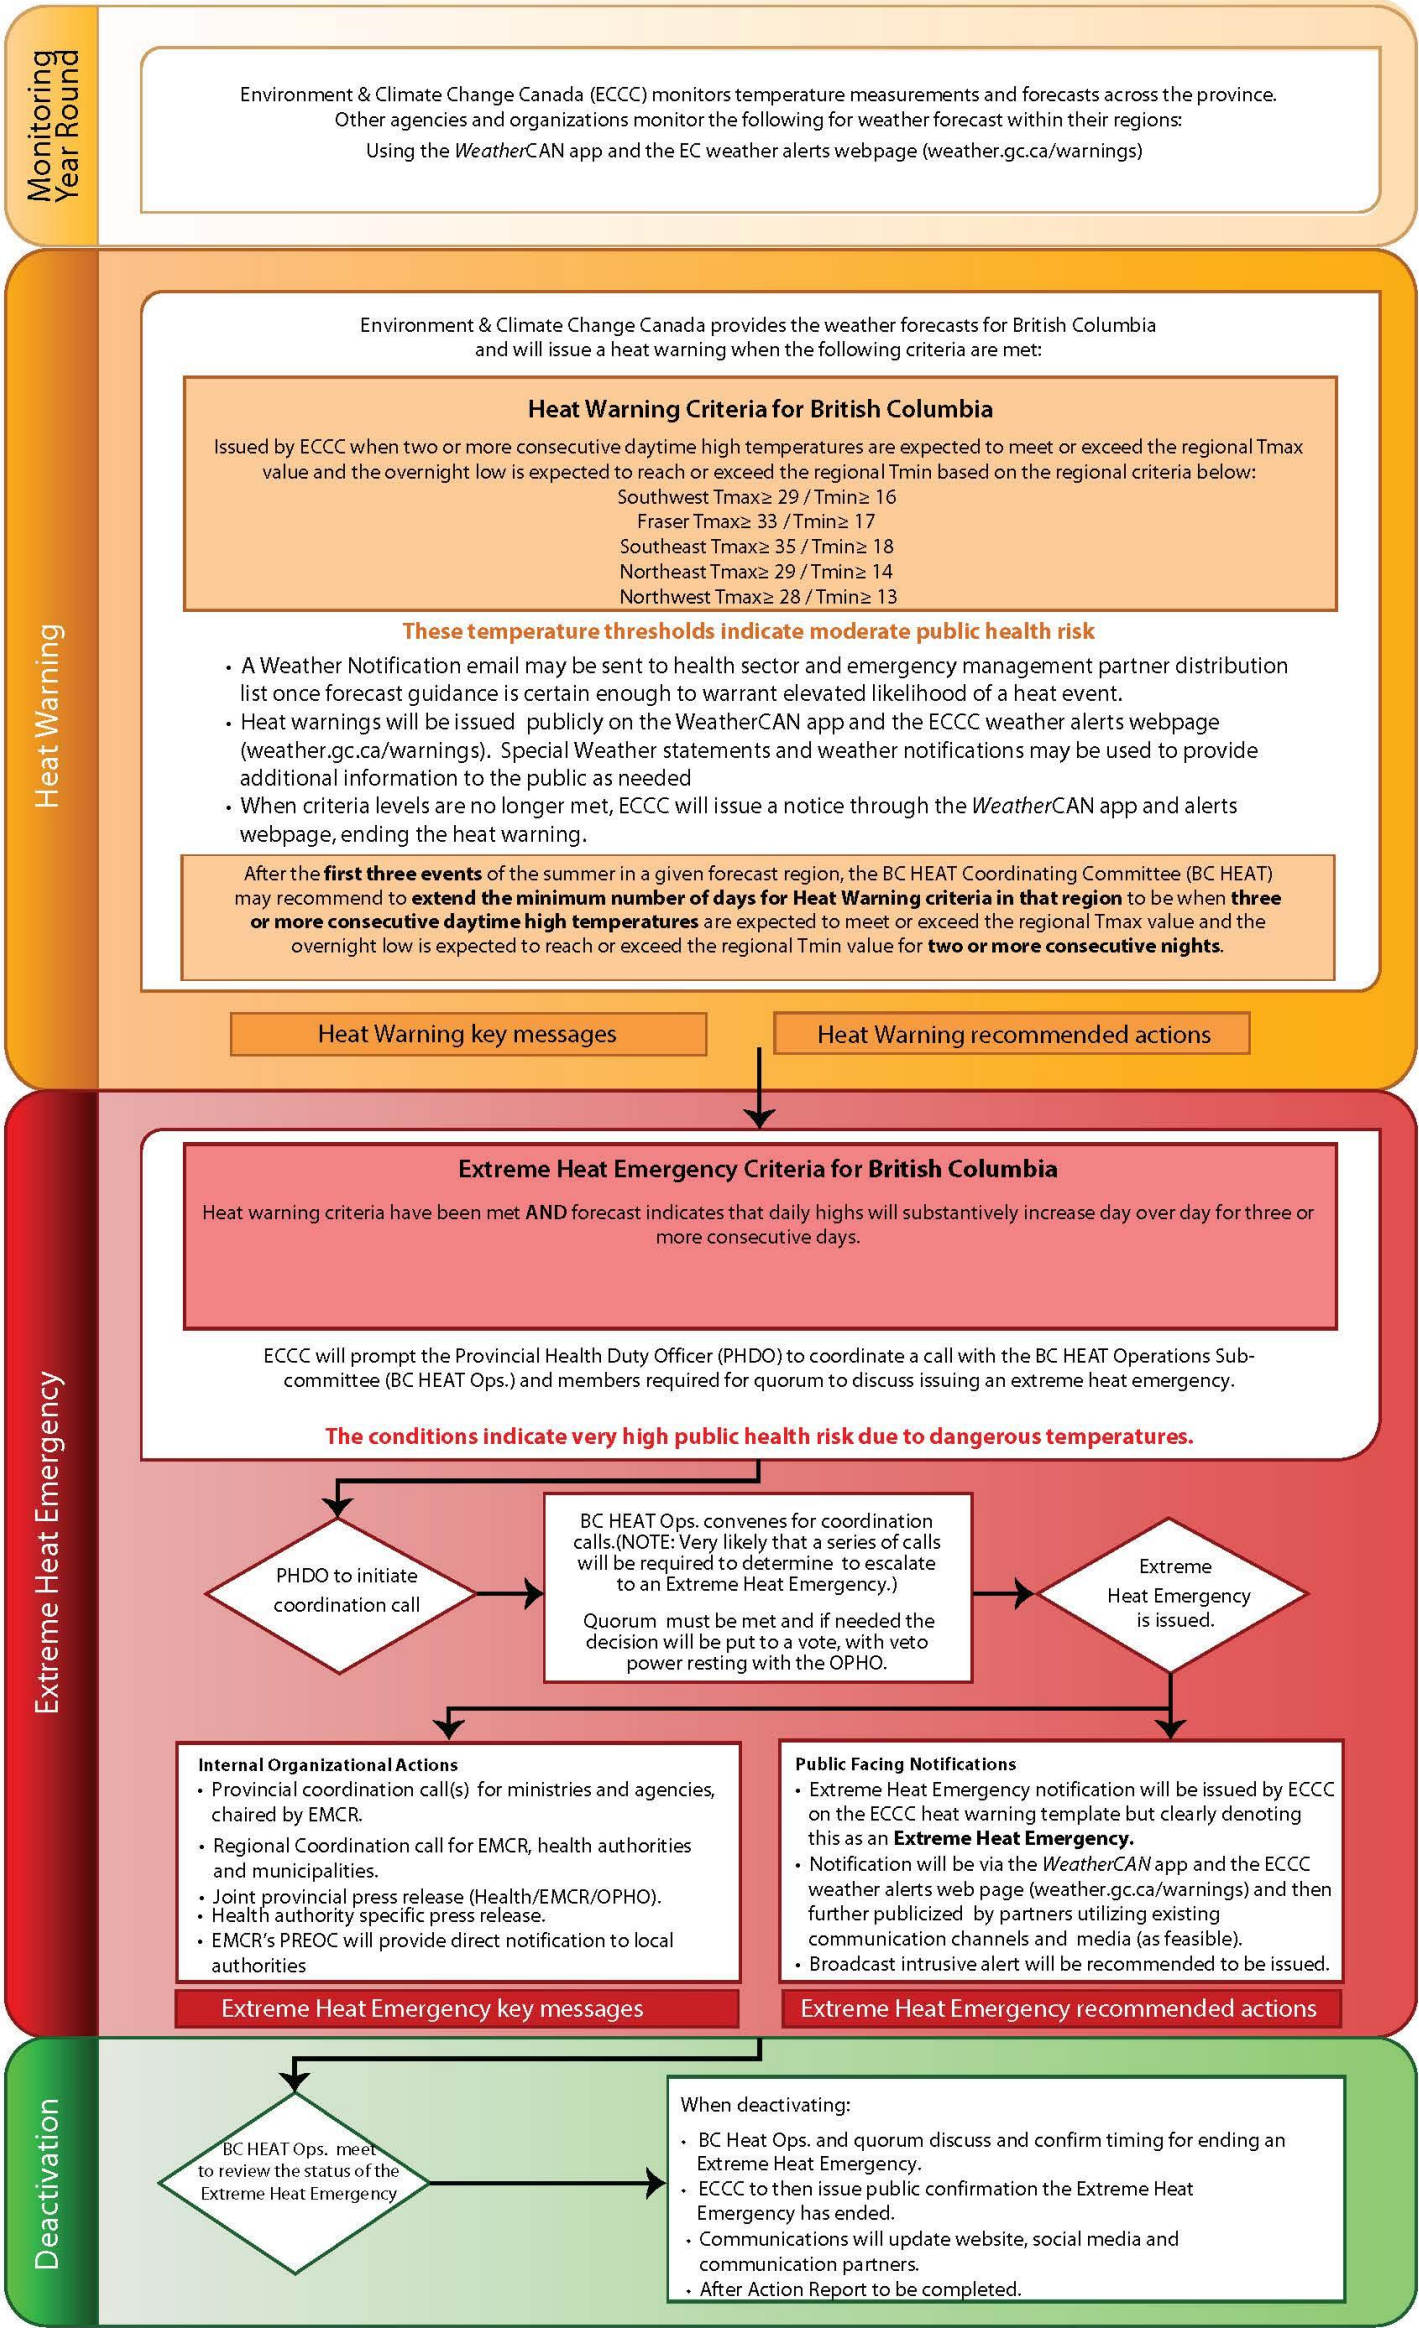 Monitoring
Year Round
Environment & Climate Change Canada (ECCC) monitors temperature measurements and forecasts across the province.
Other agencies and organizations monitor the following for weather forecast within their regions:
Using the WeatherCAN app and the EC weather alerts webpage (weather.gc.ca/warnings)
Heat Warning
Environment & Climate Change Canada provides the weather forecasts for British Columbia
and will issue a heat warning when the following criteria are met:
Heat Warning Criteria for British Columbia
Issued by ECCC when two or more consecutive daytime high temperatures are expected to meet or exceed the regional Tmax
value and the overnight low is expected to reach or exceed the regional Tmin based on the regional criteria below:
Southwest Tmax≥ 29 / Tmin≥ 16
Fraser Tmax≥ 33 / Tmin≥ 17
Southeast Tmax≥ 35 / Tmin≥ 18
Northeast Tmax≥ 29 / Tmin≥ 14
Northwest Tmax≥ 28 / Tmin≥ 13
These temperature thresholds indicate moderate public health risk
• A Weather Notification email may be sent to health sector and emergency management partner distribution
list once forecast guidance is certain enough to warrant elevated likelihood of a heat event.
• Heat warnings will be issued publicly on the WeatherCAN app and the ECCC weather alerts webpage
(weather.gc.ca/warnings). Special Weather statements and weather notifications may be used to provide
additional information to the public as needed
• When criteria levels are no longer met, ECCC will issue a notice through the WeatherCAN app and alerts
webpage, ending the heat warning.
After the first three events of the summer in a given forecast region, the BC HEAT Coordinating Committee (BC HEAT)
may recommend to extend the minimum number of days for Heat Warning criteria in that region to be when three
or more consecutive daytime high temperatures are expected to meet or exceed the regional Tmax value and the
overnight low is expected to reach or exceed the regional Tmin value for two or more consecutive nights.
Heat Warning key messages
Heat Warning recommended actions
Extreme Heat Emergency
Extreme Heat Emergency Criteria for British Columbia
Heat warning criteria have been met AND forecast indicates that daily highs will substantively increase day over day for three or
more consecutive days.
ECCC will prompt the Provincial Health Duty Officer (PHDO) to coordinate a call with the BC HEAT Operations Sub-
committee (BC HEAT Ops.) and members required for quorum to discuss issuing an extreme heat emergency.
The conditions indicate very high public health risk due to dangerous temperatures.
PHDO to initiate
coordination call
BC HEAT Ops. convenes for coordination
calls.(NOTE: Very likely that a series of calls
will be required to determine to escalate
to an Extreme Heat Emergency.)
Quorum must be met and if needed the
decision will be put to a vote, with veto
power resting with the OPHO.
Extreme
Heat Emergency
is issued.
Internal Organizational Actions
• Provincial coordination call(s) for ministries and agencies,
chaired by EMCR.
• Regional Coordination call for EMCR, health authorities
and municipalities.
• Joint provincial press release (Health/EMCR/OPHO).
• Health authority specific press release.
• EMCR's PREOC will provide direct notification to local
authorities
Public Facing Notifications
• Extreme Heat Emergency notification will be issued by ECCC
on the ECCC heat warning template but clearly denoting
this as an Extreme Heat Emergency.
• Notification will be via the WeatherCAN app and the ECCC
weather alerts web page (weather.gc.ca/warnings) and then
further publicized by partners utilizing existing
communication channels and media (as feasible).
• Broadcast intrusive alert will be recommended to be issued.
Extreme Heat Emergency key messages
Extreme Heat Emergency recommended actions
Deactivation
BC HEAT Ops. meet
to review the status of the
Extreme Heat Emergency
When deactivating:
• BC Heat Ops. and quorum discuss and confirm timing for ending an
Extreme Heat Emergency.
• ECCC to then issue public confirmation the Extreme Heat
Emergency has ended.
• Communications will update website, social media and
communication partners.
• After Action Report to be completed.